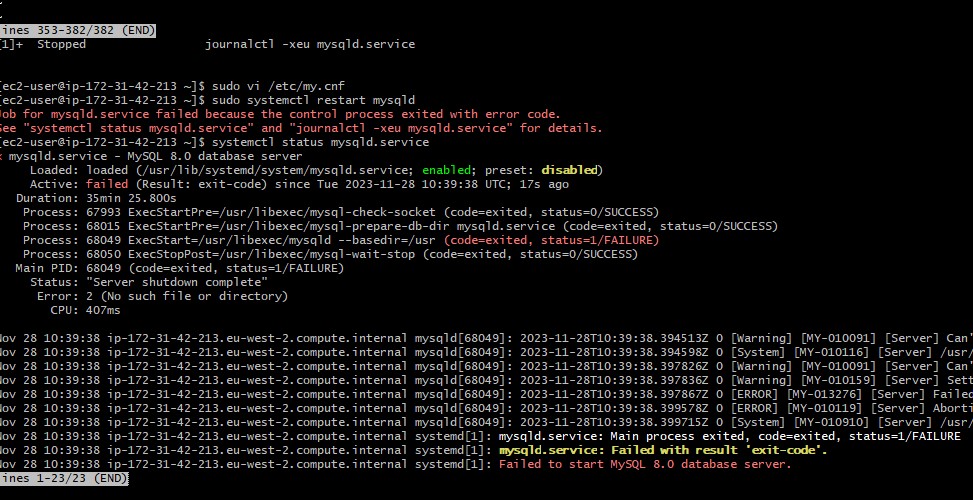 ines 353-382/382 (END)
[1]+  Stopped                 journalctl -xeu mysqld.service
[ec2-user@ip-172-31-42-213 ~]$ sudo vi /etc/my.cnf
[ec2-user@ip-172-31-42-213 ~]$ sudo systemctl restart mysqld
Job for mysqld.service failed because the control process exited with error code.
See "systemctl status mysqld.service" and "journalctl -xeu mysqld.service" for details.
[ec2-user@ip-172-31-42-213 ~]$ systemctl status mysqld.service
× mysqld.service - MySQL 8.0 database server
Loaded: loaded (/usr/lib/systemd/system/mysqld.service; enabled; preset: disabled)
Active: failed (Result: exit-code) since Tue 2023-11-28 10:39:38 UTC; 17s ago
Duration: 35min 25.800s
Process: 67993 ExecStartPre=/usr/libexec/mysql-check-socket (code=exited, status=0/SUCCESS)
Process: 68015 ExecStartPre=/usr/libexec/mysql-prepare-db-dir mysqld.service (code=exited, status=0/SUCCESS)
Process: 68049 ExecStart=/usr/libexec/mysqld --basedir=/usr (code=exited, status=1/FAILURE)
Process: 68050 ExecStopPost=/usr/libexec/mysql-wait-stop (code=exited, status=0/SUCCESS)
Main PID: 68049 (code=exited, status=1/FAILURE)
Status: "Server shutdown complete"
Error: 2 (No such file or directory)
CPU: 407ms
Nov 28 10:39:38 ip-172-31-42-213.eu-west-2.compute.internal mysqld[68049]: 2023-11-28T10:39:38.394513Z 0 [Warning] [MY-010091] [Server] Can'
Nov 28 10:39:38 ip-172-31-42-213.eu-west-2.compute.internal mysqld[68049]: 2023-11-28T10:39:38.394598Z 0 [System] [MY-010116] [Server] /usr/
Nov 28 10:39:38 ip-172-31-42-213.eu-west-2.compute.internal mysqld[68049]: 2023-11-28T10:39:38.397826Z 0 [Warning] [MY-010091] [Server] Can'
Nov 28 10:39:38 ip-172-31-42-213.eu-west-2.compute.internal mysqld[68049]: 2023-11-28T10:39:38.397836Z 0 [Warning] [MY-010159] [Server] Sett
Nov 28 10:39:38 ip-172-31-42-213.eu-west-2.compute.internal mysqld[68049]: 2023-11-28T10:39:38.397867Z 0 [ERROR] [MY-013276] [Server] Failed
Nov 28 10:39:38 ip-172-31-42-213.eu-west-2.compute.internal mysqld[68049]: 2023-11-28T10:39:38.399578Z 0 [ERROR] [MY-010119] [Server] Aborti
Nov 28 10:39:38 ip-172-31-42-213.eu-west-2.compute.internal mysqld[68049]: 2023-11-28T10:39:38.399715Z 0 [System] [MY-010910] [Server] /usr/
Nov 28 10:39:38 ip-172-31-42-213.eu-west-2.compute.internal systemd[1]: mysqld.service: Main process exited, code=exited, status=1/FAILURE
Nov 28 10:39:38 ip-172-31-42-213.eu-west-2.compute.internal systemd[1]: mysqld.service: Failed with result 'exit-code'.
Nov 28 10:39:38 ip-172-31-42-213.eu-west-2.compute.internal systemd[1]: Failed to start MySQL 8.0 database server.
ines 1-23/23 (END)